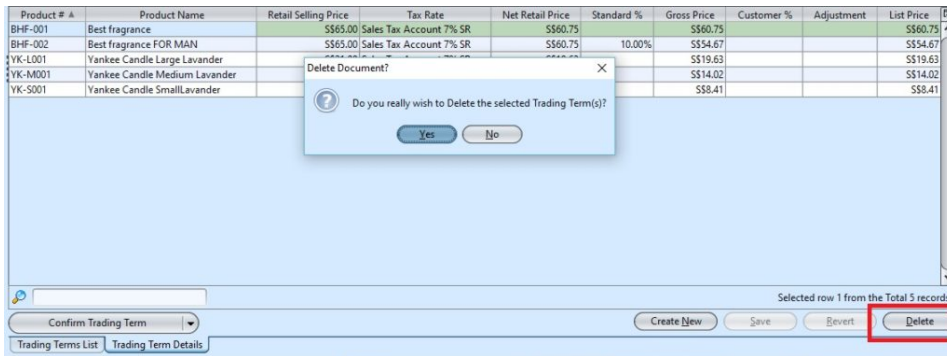 Product # Product Name Retail Selling Price Tax Rate Net Retail Price Standard % Gross Price Customer % Adjustment List Price
BHF-001 Best fragrance S$65.00 Sales Tax Account 7% SR S$60.75 S$60.75 S$60.75
BHF-002 Best fragrance FOR MAN S$65.00 Sales Tax Account 7% SR S$60.75 10.00% S$54.67 S$54.67
YK-L001 Yankee Candle Large Lavander S$19.63 S$19.63
YK-M001 Yankee Candle Medium Lavander S$14.02 S$14.02
YK-S001 Yankee Candle SmallLavander S$8.41 S$8.41
Delete Document?
Do you really wish to Delete the selected Trading Term(s)?
Yes No
Selected row 1 from the Total 5 records
Confirm Trading Term Create New Save Revert Delete
Trading Terms List Trading Term Details